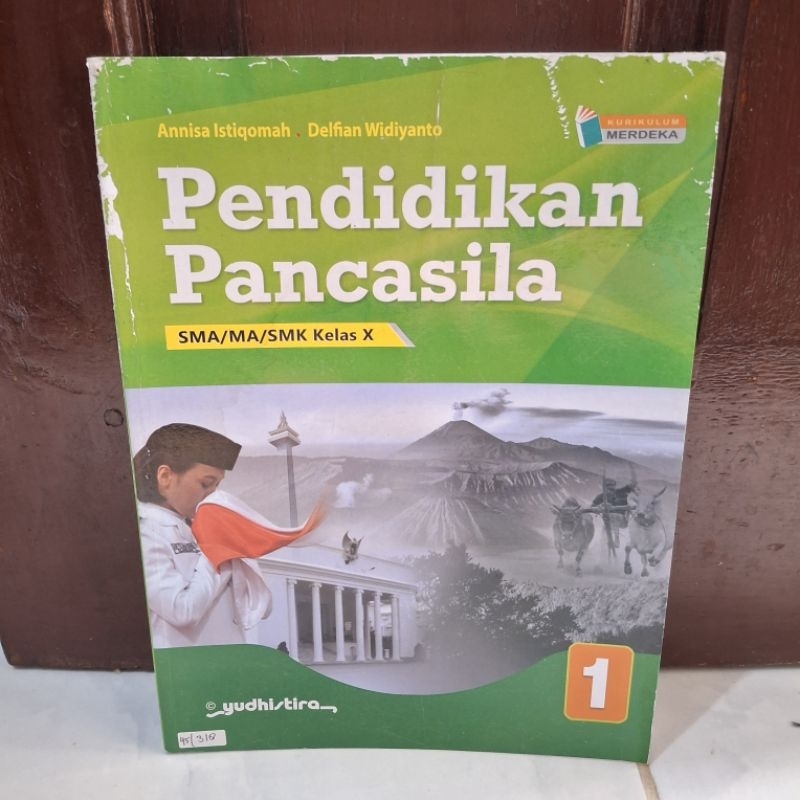 Annisa Istiqomah . Delfian Widiyanto
KURIKULUM
MERDEKA
Pendidikan
Pancasila
SMA/MA/SMK Kelas X
1
© yudhistira